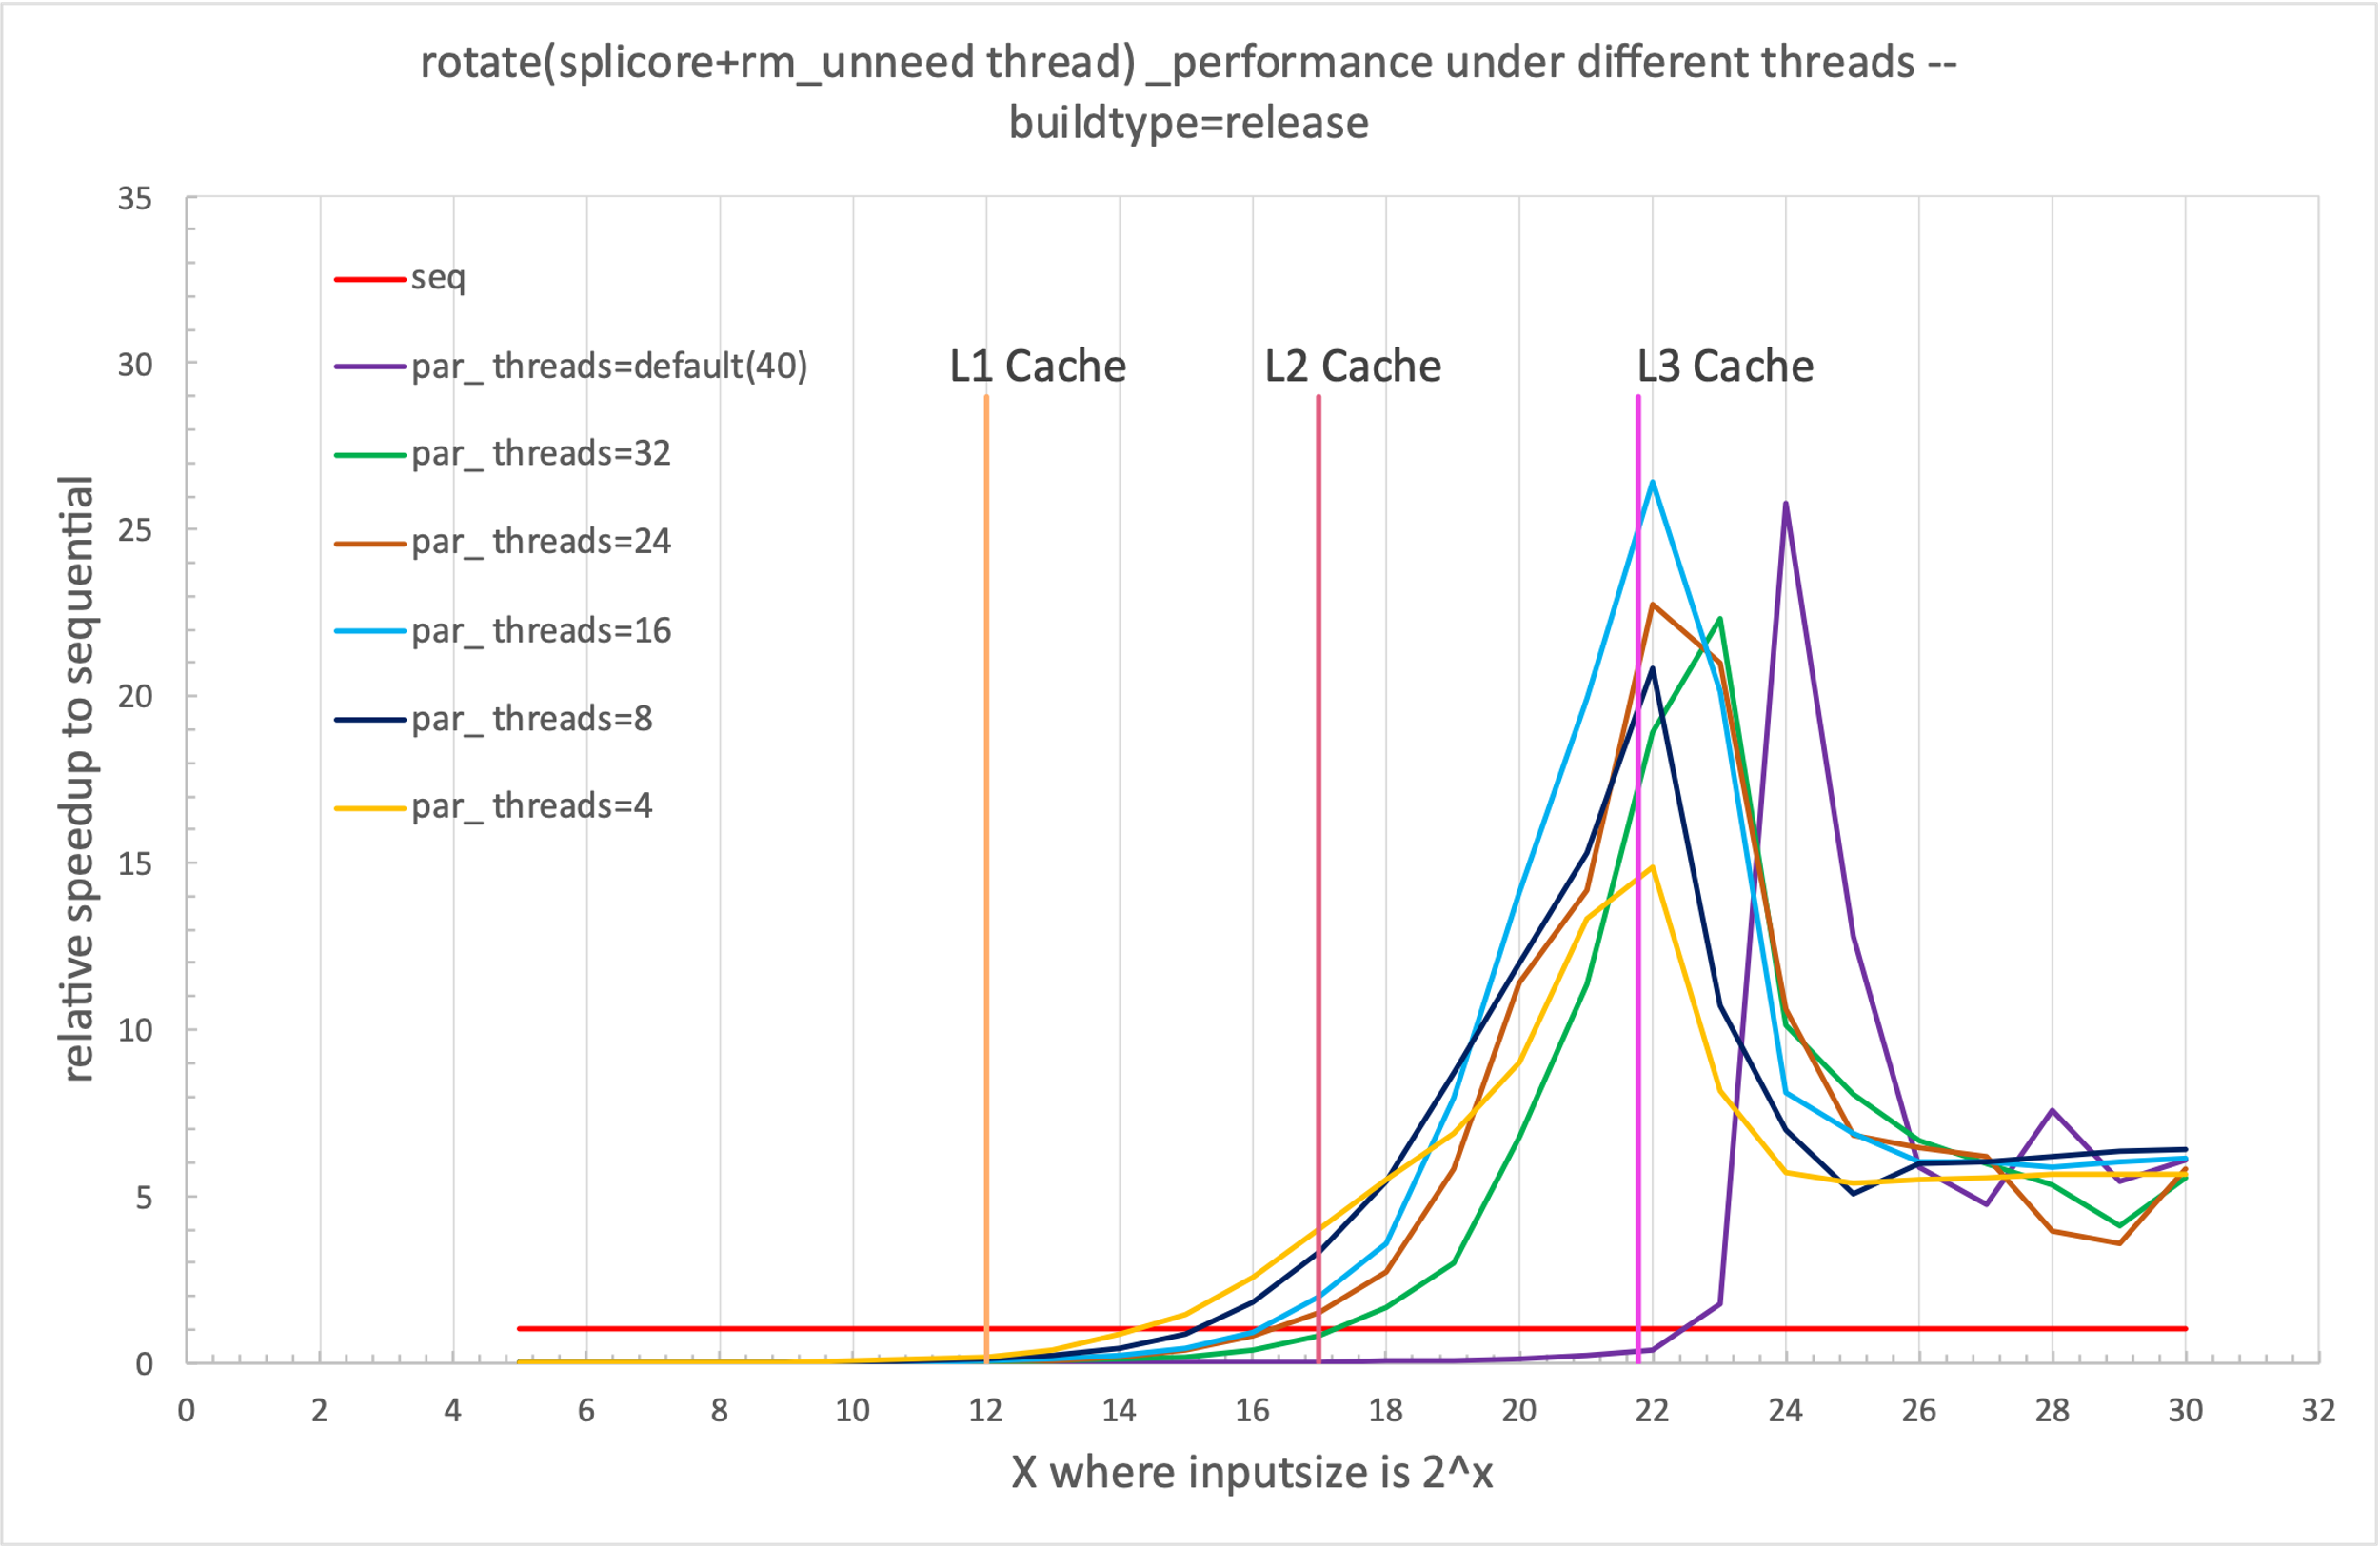 rotate(splicore+rm_unneed thread) _performance under different threads --
buildtype=release
35
30
25
20
15
10
5
0
relative speedup to sequential
seq
par_ threads=default(40)
par_ threads=32
par_ threads=24
par_ threads=16
par_ threads=8
par_ threads=4
L1 Cache
L2 Cache
L3 Cache
0 2 4 6 8 10 12 14 16 18 20 22 24 26 28 30 32
X where inputsize is 2^x